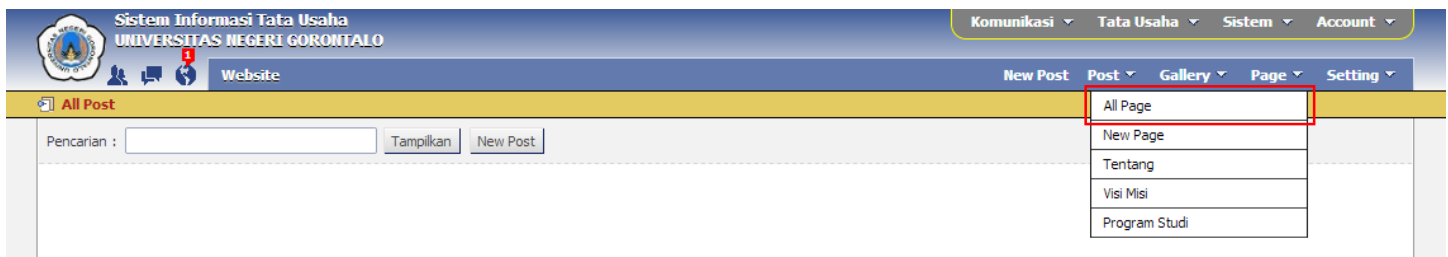 Sistem Informasi Tata Usaha
UNIVERSITAS NEGERI GORONTALO
Komunikasi Tata Usaha Sistem Account
1
Website
New Post Post Gallery Page Setting
All Post
All Page
Pencarian : Tampilkan New Post
New Page
Tentang
Visi Misi
Program Studi